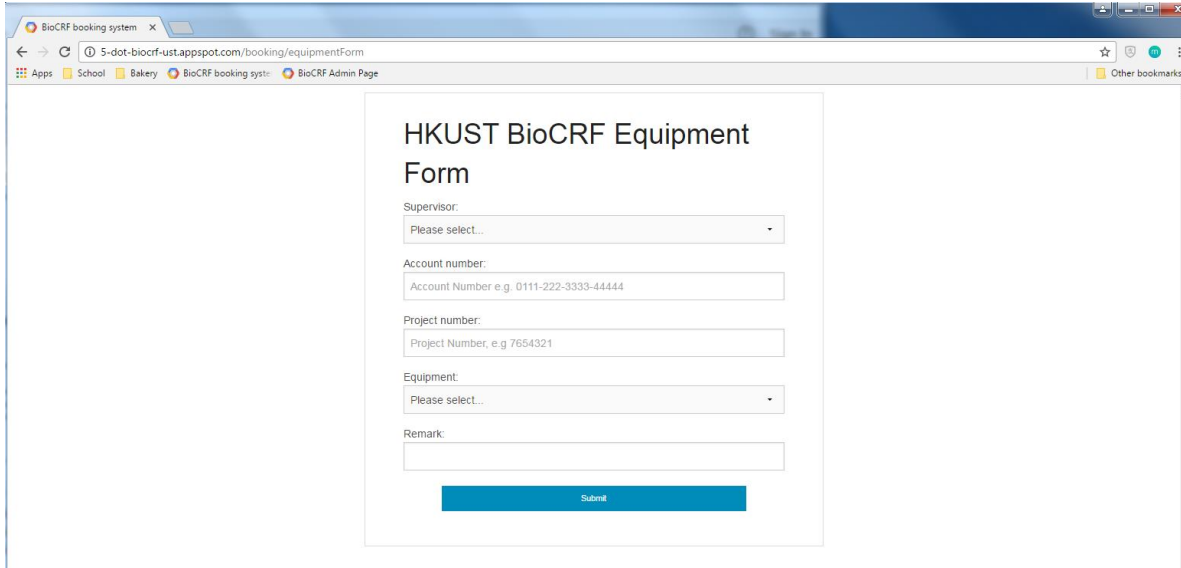 BioCRF booking system
5-dot-biocrf-ust.appspot.com/booking/equipmentForm
Apps School Bakery BioCRF booking syste BioCRF Admin Page Other bookmarks
HKUST BioCRF Equipment
Form
Supervisor:
Please select...
Account number:
Account Number e.g. 0111-222-3333-44444
Project number:
Project Number, e.g 7654321
Equipment:
Please select...
Remark:
Submit